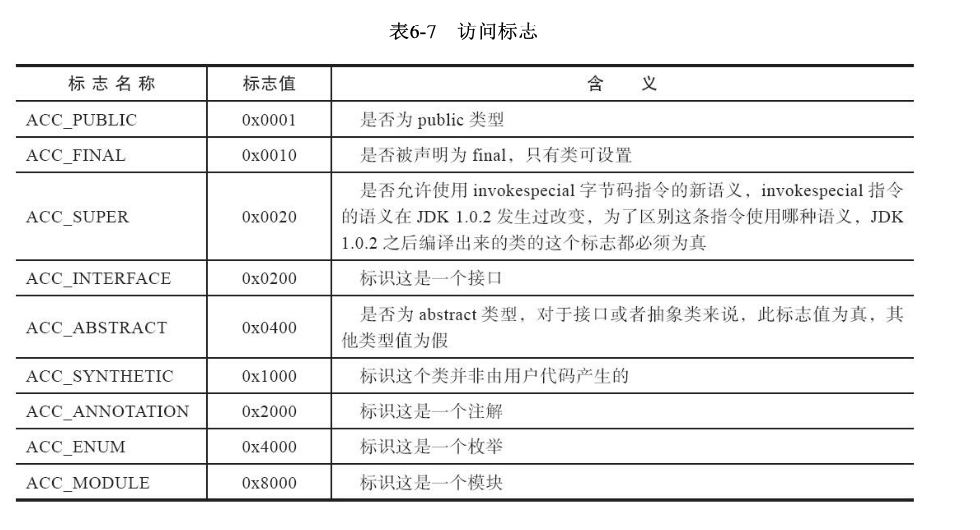 表6-7 访问标志
标志名称 标志值 含 义
ACC_PUBLIC 0x0001 是否为 public 类型
ACC_FINAL 0x0010 是否被声明为 final，只有类可设置
是否允许使用 invokespecial 字节码指令的新语义，invokespecial 指令
ACC_SUPER 0x0020 的语义在 JDK 1.0.2 发生过改变，为了区别这条指令使用哪种语义，JDK
1.0.2 之后编译出来的类的这个标志都必须为真
ACC_INTERFACE 0x0200 标识这是一个接口
ACC_ABSTRACT 0x0400 是否为 abstract 类型，对于接口或者抽象类来说，此标志值为真，其
他类型值为假
ACC_SYNTHETIC 0x1000 标识这个类并非由用户代码产生的
ACC_ANNOTATION 0x2000 标识这是一个注解
ACC_ENUM 0x4000 标识这是一个枚举
ACC_MODULE 0x8000 标识这是一个模块